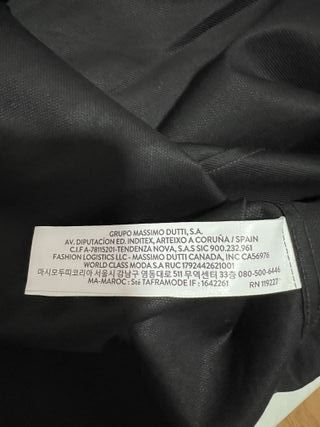 GRUPO MASSIMO DUTTI, S.A.
AV. DIPUTACIÓN ED. INDITEX, ARTEIXO A CORUÑA / SPAIN
C.I.F A-78115201-TENDENZA NOVA, S.A.S SIC 900.232.961
FASHION LOGISTICS LLC - MASSIMO DUTTI CANADA, INC CA56976
WORLD CLASS MODA S.A RUC 1792442621001
마시모두띠코리아 서울시 강남구 영동대로 511 무역센타 33층 080-500-6446
MA-MAROC : Sté TAFRAMODE IF : 1642261 RN 119227